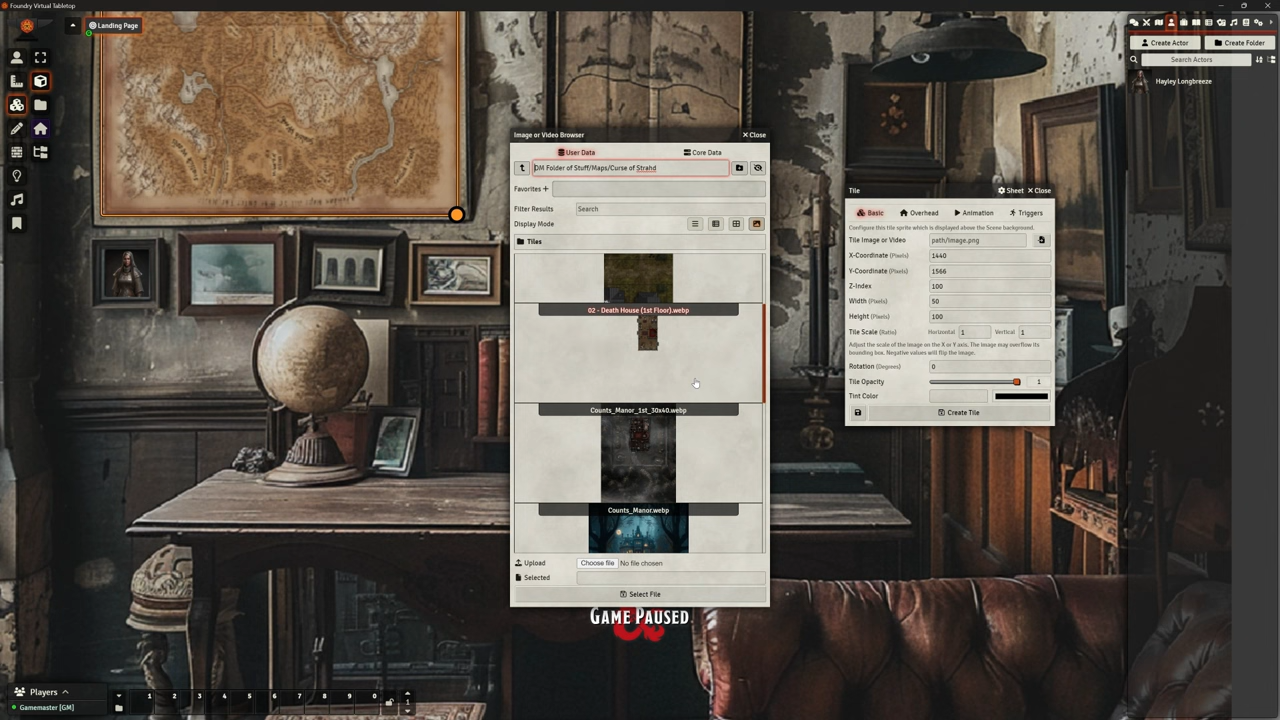 Foundry Virtual Tabletop
Landing Page
Create Actor
Create Folder
Search Actors
Hayley Longbreeze
Image or Video Browser
Close
User Data
Core Data
DM Folder of Stuff/Maps/Curse of Strahd
Favorites +
Filter Results
Search
Display Mode
Tiles
02 - Death House (1st Floor).webp
Counts_Manor_1st_30x40.webp
Counts_Manor.webp
Upload
Choose file No file chosen
Selected
Select File
Tile
Sheet
Close
Basic
Overhead
Animation
Triggers
Configure this tile sprite which is displayed above the Scene background.
Tile Image or Video
path/image.png
X-Coordinate (Pixels)
1440
Y-Coordinate (Pixels)
1566
Z-Index
100
Width (Pixels)
50
Height (Pixels)
100
Tile Scale (Ratio)
Horizontal 1
Vertical 1
Adjust the scale of the image on the X or Y axis. The image may overflow its
bounding box. Negative values will flip the image.
Rotation (Degrees)
0
Tile Opacity
1
Tint Color
Create Tile
GAME PAUSED
Players
Gamemaster [GM]
1 2 3 4 5 6 7 8 9 0
1